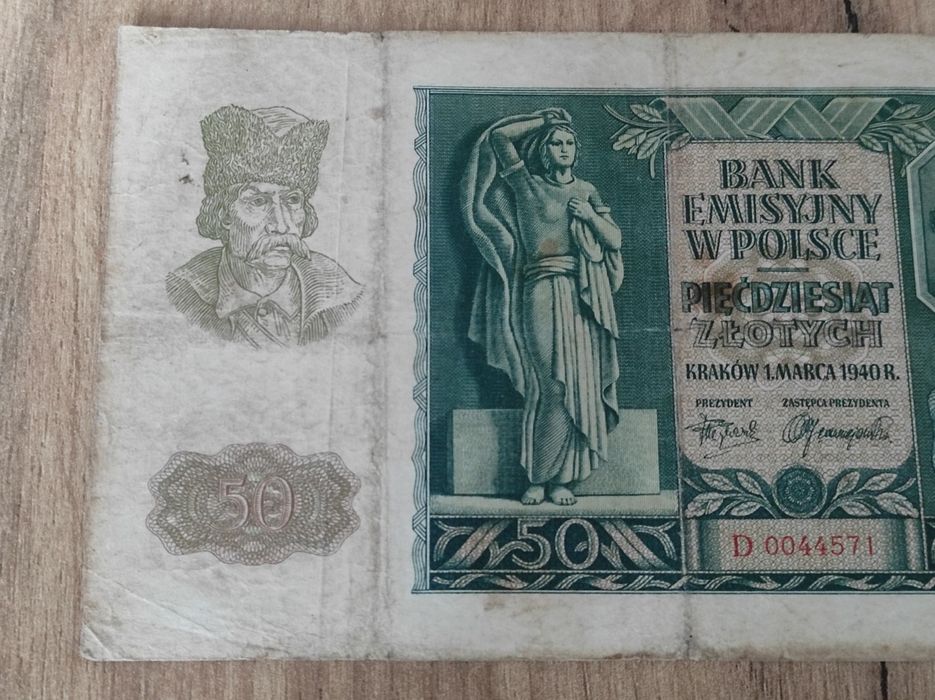 BANK
EMISYJNY
W POLSCE
PIĘĆDZIESIĄT
ZŁOTYCH
KRAKÓW 1. MARCA 1940 R.
PREZYDENT ZASTĘPCA PREZYDENTA
50
50
D 0044571